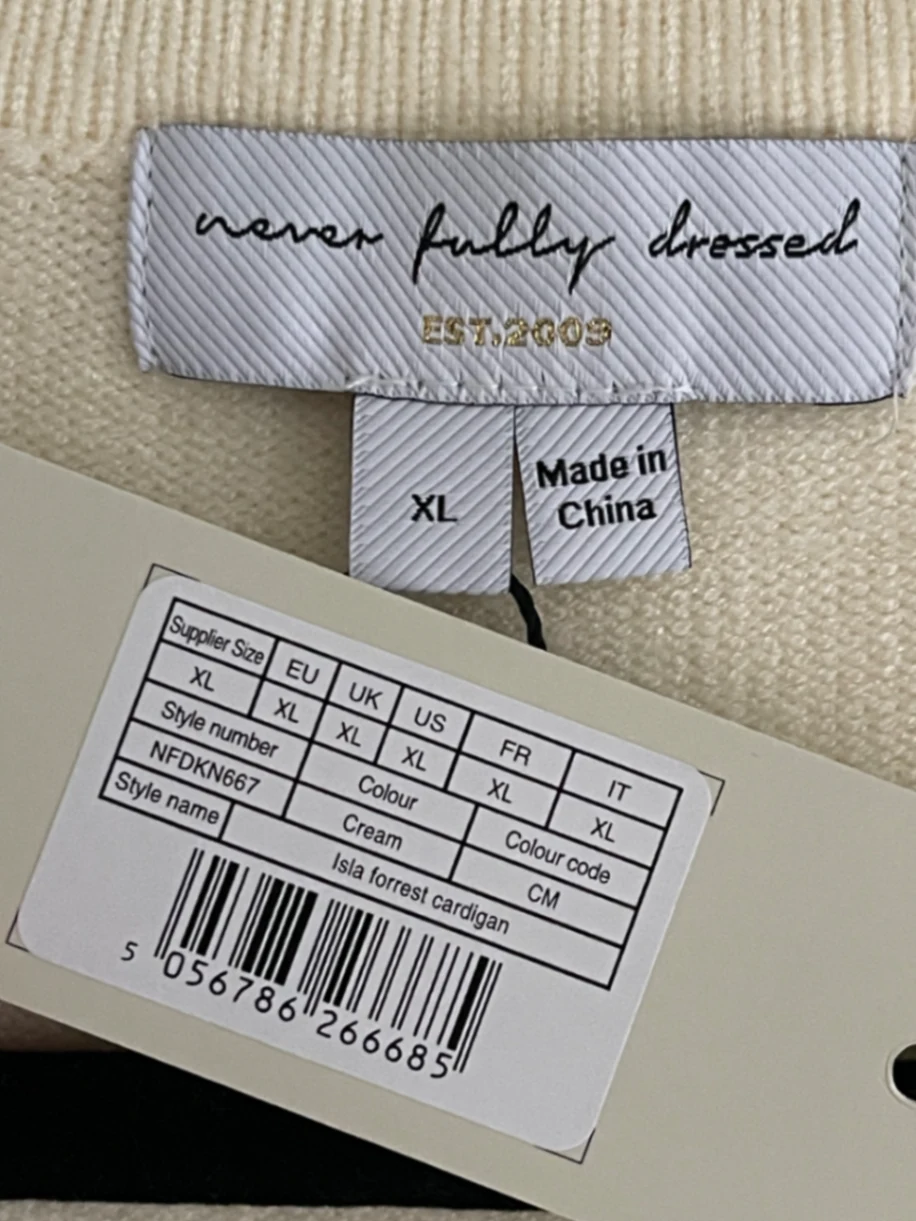 never fully dressed
EST.2009
XL
Made in
China
Supplier Size EU UK US FR IT
XL XL XL XL XL XL
Style number Colour Colour code
NFDKN667 Cream CM
Style name Isla forrest cardigan
5 056786 266685